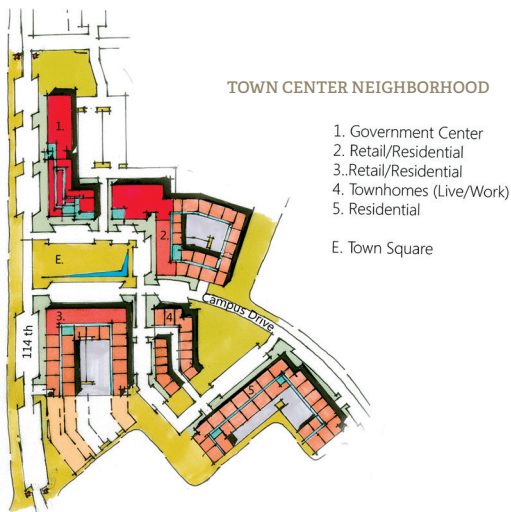 TOWN CENTER NEIGHBORHOOD
1. Government Center
2. Retail/Residential
3..Retail/Residential
4. Townhomes (Live/Work)
5. Residential
E. Town Square
1.
2.
E.
Campus Drive
3.
4
114 th
5